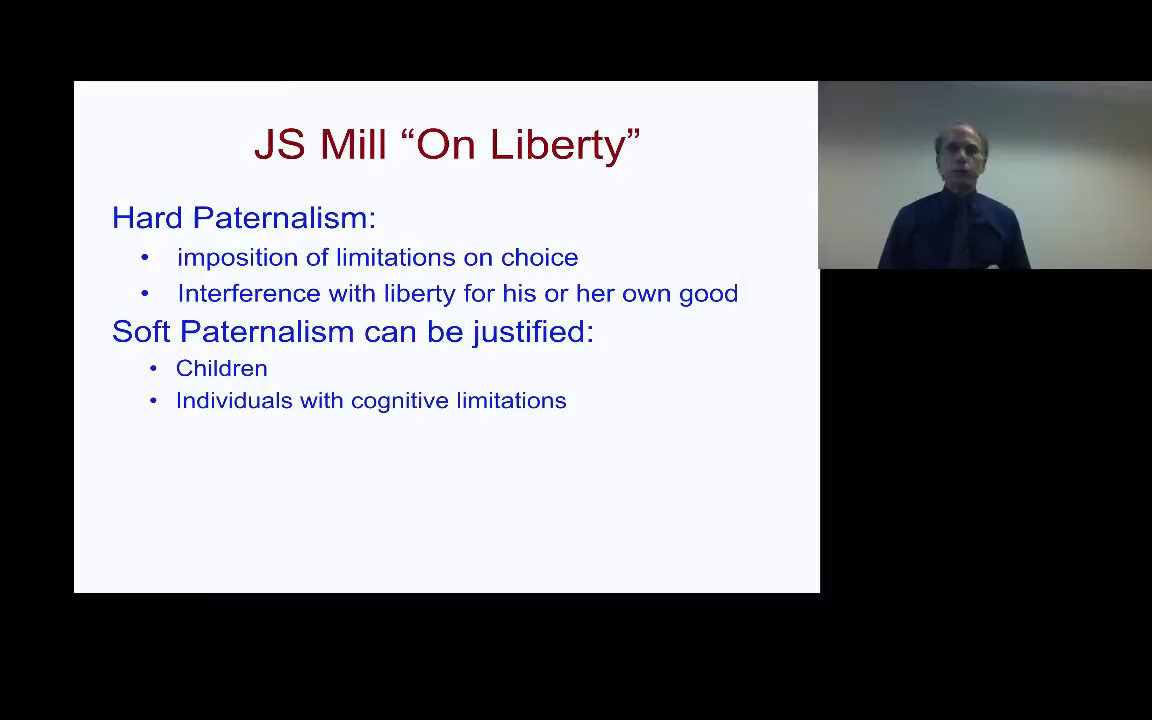 JS Mill “On Liberty”
Hard Paternalism:
• imposition of limitations on choice
• Interference with liberty for his or her own good
Soft Paternalism can be justified:
• Children
• Individuals with cognitive limitations